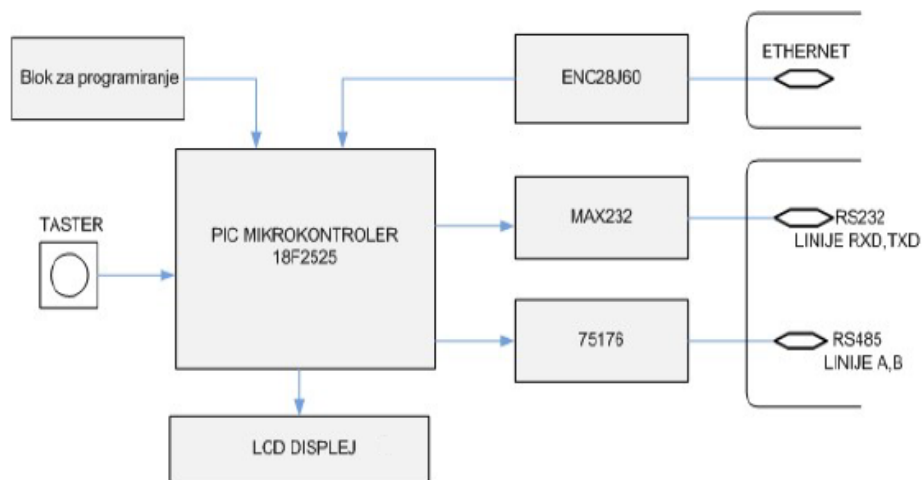 Blok za programiranje
ENC28J60
ETHERNET
TASTER
PIC MIKROKONTROLER
18F2525
MAX232
RS232
LINIJE RXD,TXD
75176
RS485
LINIJE A,B
LCD DISPLEJ